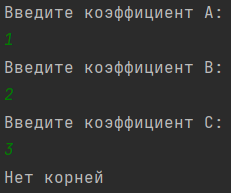 Введите коэффициент A:
1
Введите коэффициент B:
2
Введите коэффициент C:
3
Нет корней